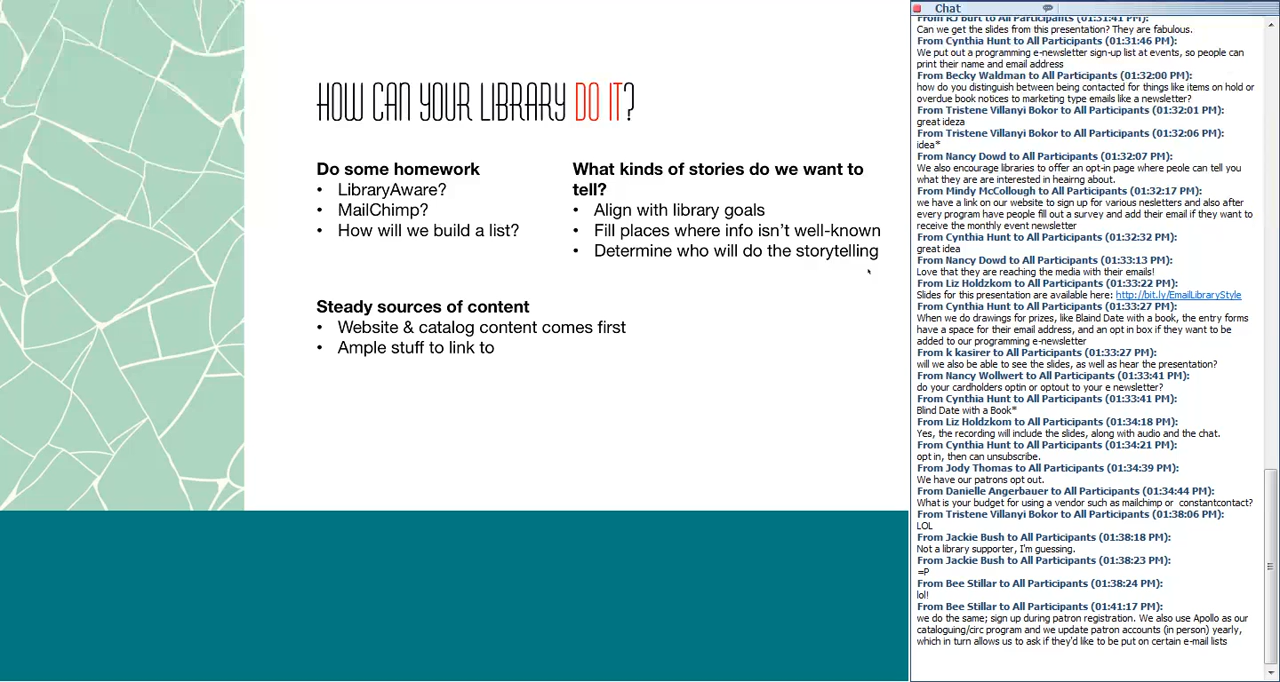 HOW CAN YOUR LIBRARY DO IT?
Do some homework
• LibraryAware?
• MailChimp?
• How will we build a list?
What kinds of stories do we want to
tell?
• Align with library goals
• Fill places where info isn't well-known
• Determine who will do the storytelling
Steady sources of content
• Website & catalog content comes first
• Ample stuff to link to
Chat
From RJ Burt to All Participants (01:31:41 PM):
Can we get the slides from this presentation? They are fabulous.
From Cynthia Hunt to All Participants (01:31:46 PM):
We put out a programming e-newsletter sign-up list at events, so people can
print their name and email address
From Becky Waldman to All Participants (01:32:00 PM):
how do you distinguish between being contacted for things like items on hold or
overdue book notices to marketing type emails like a newsletter?
From Tristene Villanyi Bokor to All Participants (01:32:01 PM):
great ideza
From Tristene Villanyi Bokor to All Participants (01:32:06 PM):
idea*
From Nancy Dowd to All Participants (01:32:07 PM):
We also encourage libraries to offer an opt-in page where peole can tell you
what they are are interested in heairng about.
From Mindy McCollough to All Participants (01:32:17 PM):
we have a link on our website to sign up for various nesletters and also after
every program have people fill out a survey and add their email if they want to
receive the monthly event newsletter
From Cynthia Hunt to All Participants (01:32:32 PM):
great idea
From Nancy Dowd to All Participants (01:33:13 PM):
Love that they are reaching the media with their emails!
From Liz Holdzkom to All Participants (01:33:22 PM):
Slides for this presentation are available here: http://bit.ly/EmailLibraryStyle
From Cynthia Hunt to All Participants (01:33:27 PM):
When we do drawings for prizes, like Blaind Date with a book, the entry forms
have a space for their email address, and an opt in box if they want to be
added to our programming e-newsletter
From k kasirer to All Participants (01:33:27 PM):
will we also be able to see the slides, as well as hear the presentation?
From Nancy Wollwert to All Participants (01:33:41 PM):
do your cardholders optin or optout to your e newsletter?
From Cynthia Hunt to All Participants (01:33:41 PM):
Blind Date with a Book*
From Liz Holdzkom to All Participants (01:34:18 PM):
Yes, the recording will include the slides, along with audio and the chat.
From Cynthia Hunt to All Participants (01:34:21 PM):
opt in, then can unsubscribe.
From Jody Thomas to All Participants (01:34:39 PM):
We have our patrons opt out.
From Danielle Angerbauer to All Participants (01:34:44 PM):
What is your budget for using a vendor such as mailchimp or constantcontact?
From Tristene Villanyi Bokor to All Participants (01:38:06 PM):
LOL
From Jackie Bush to All Participants (01:38:18 PM):
Not a library supporter, I'm guessing.
From Jackie Bush to All Participants (01:38:23 PM):
=P
From Bee Stillar to All Participants (01:38:24 PM):
lol!
From Bee Stillar to All Participants (01:41:17 PM):
we do the same; sign up during patron registration. We also use Apollo as our
cataloguing/circ program and we update patron accounts (in person) yearly,
which in turn allows us to ask if they'd like to be put on certain e-mail lists